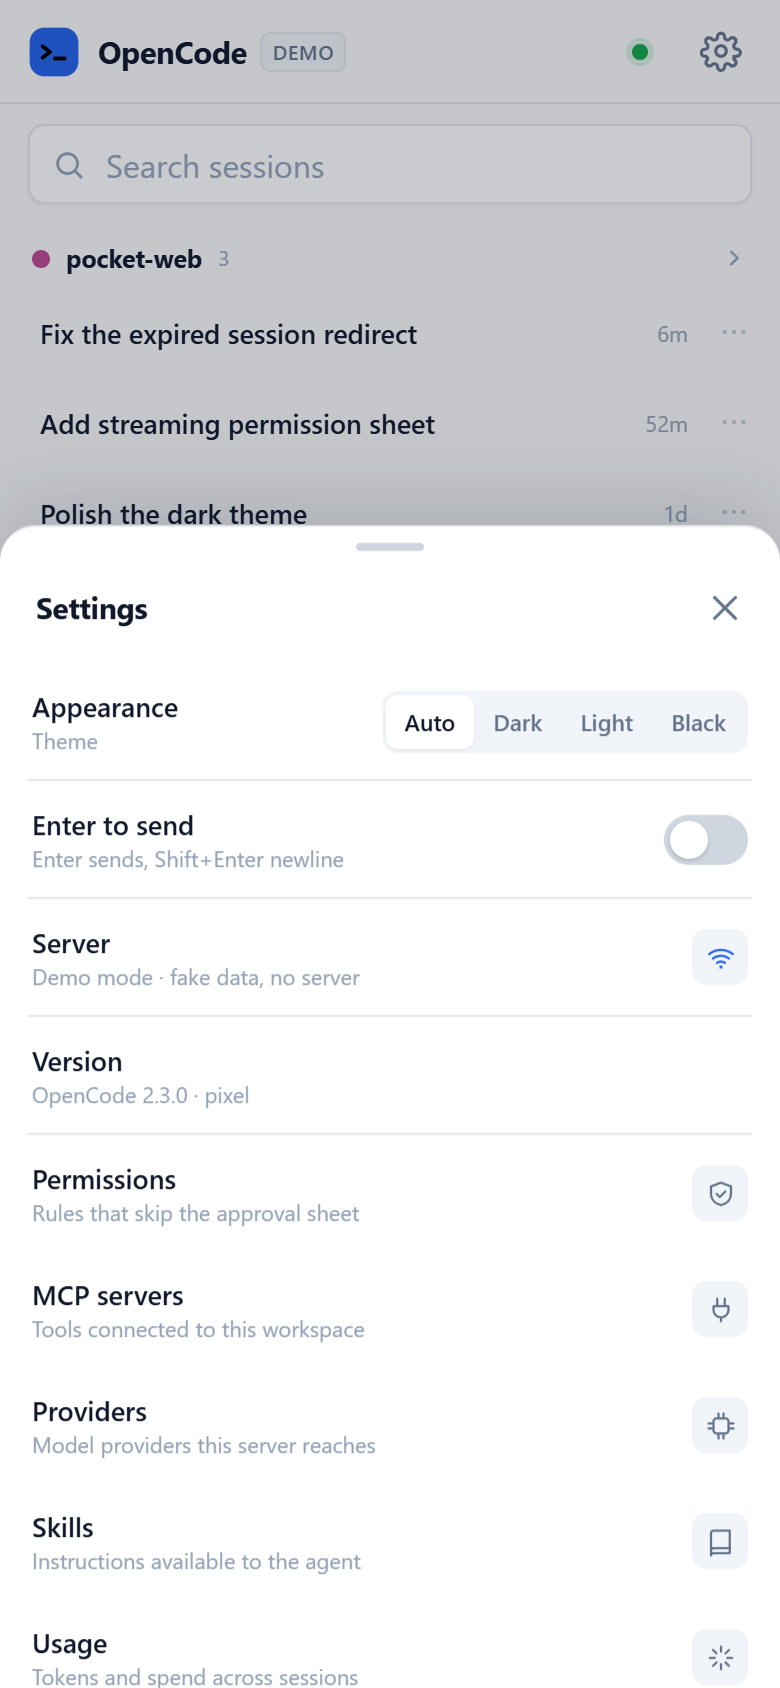 OpenCode DEMO
Search sessions
pocket-web 3
Fix the expired session redirect 6m
Add streaming permission sheet 52m
Polish the dark theme 1d
Settings
Appearance
Theme
Auto Dark Light Black
Enter to send
Enter sends, Shift+Enter newline
Server
Demo mode · fake data, no server
Version
OpenCode 2.3.0 · pixel
Permissions
Rules that skip the approval sheet
MCP servers
Tools connected to this workspace
Providers
Model providers this server reaches
Skills
Instructions available to the agent
Usage
Tokens and spend across sessions